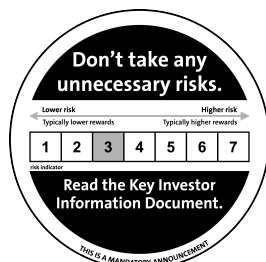 Don't take any
unnecessary risks.
Lower risk Higher risk
Typically lower rewards Typically higher rewards
1 2 3 4 5 6 7
risk indicator
Read the Key Investor
Information Document.
THIS IS A MANDATORY ANNOUNCEMENT